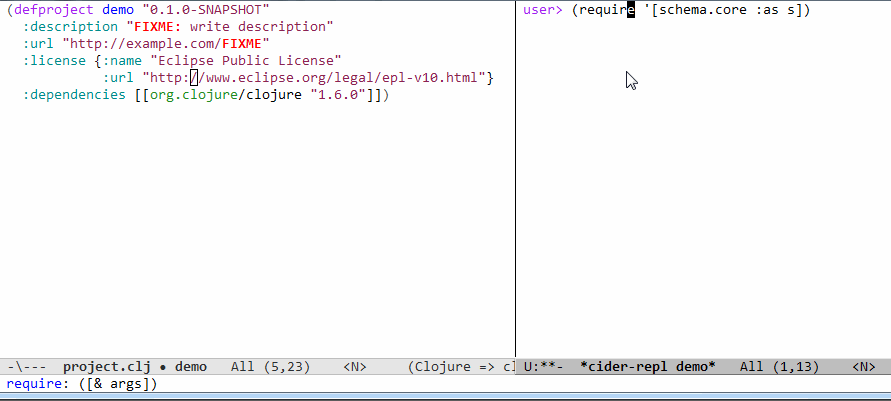 (defproject demo "0.1.0-SNAPSHOT"
  :description "FIXME: write description"
  :url "http://example.com/FIXME"
  :license {:name "Eclipse Public License"
            :url "http://www.eclipse.org/legal/epl-v10.html"}
  :dependencies [[org.clojure/clojure "1.6.0"]])
-\--- project.clj • demo All (5,23) <N> (Clojure => cl
user> (require '[schema.core :as s])
U:**- *cider-repl demo* All (1,13) <N>
require: ([& args])